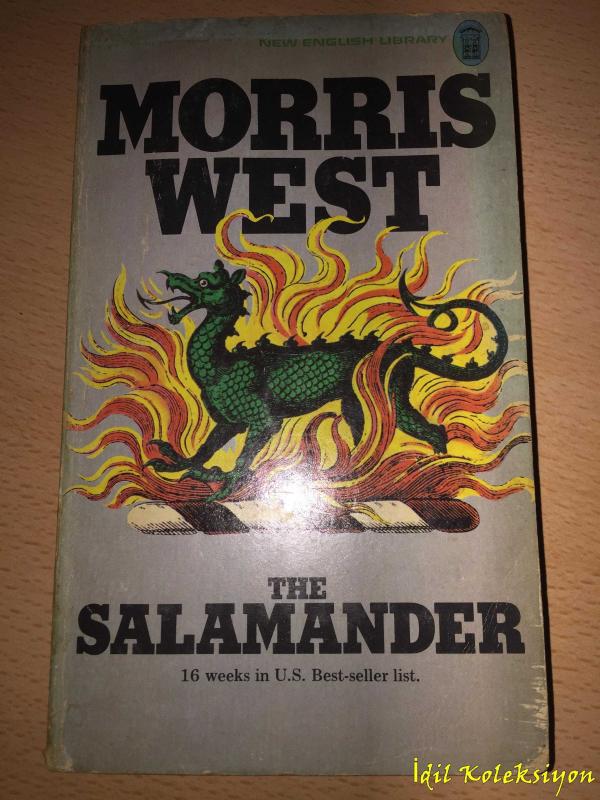 NEW ENGLISH LIBRARY
MORRIS
WEST
THE
SALAMANDER
16 weeks in U.S. Best-seller list.
İdil Koleksiyon